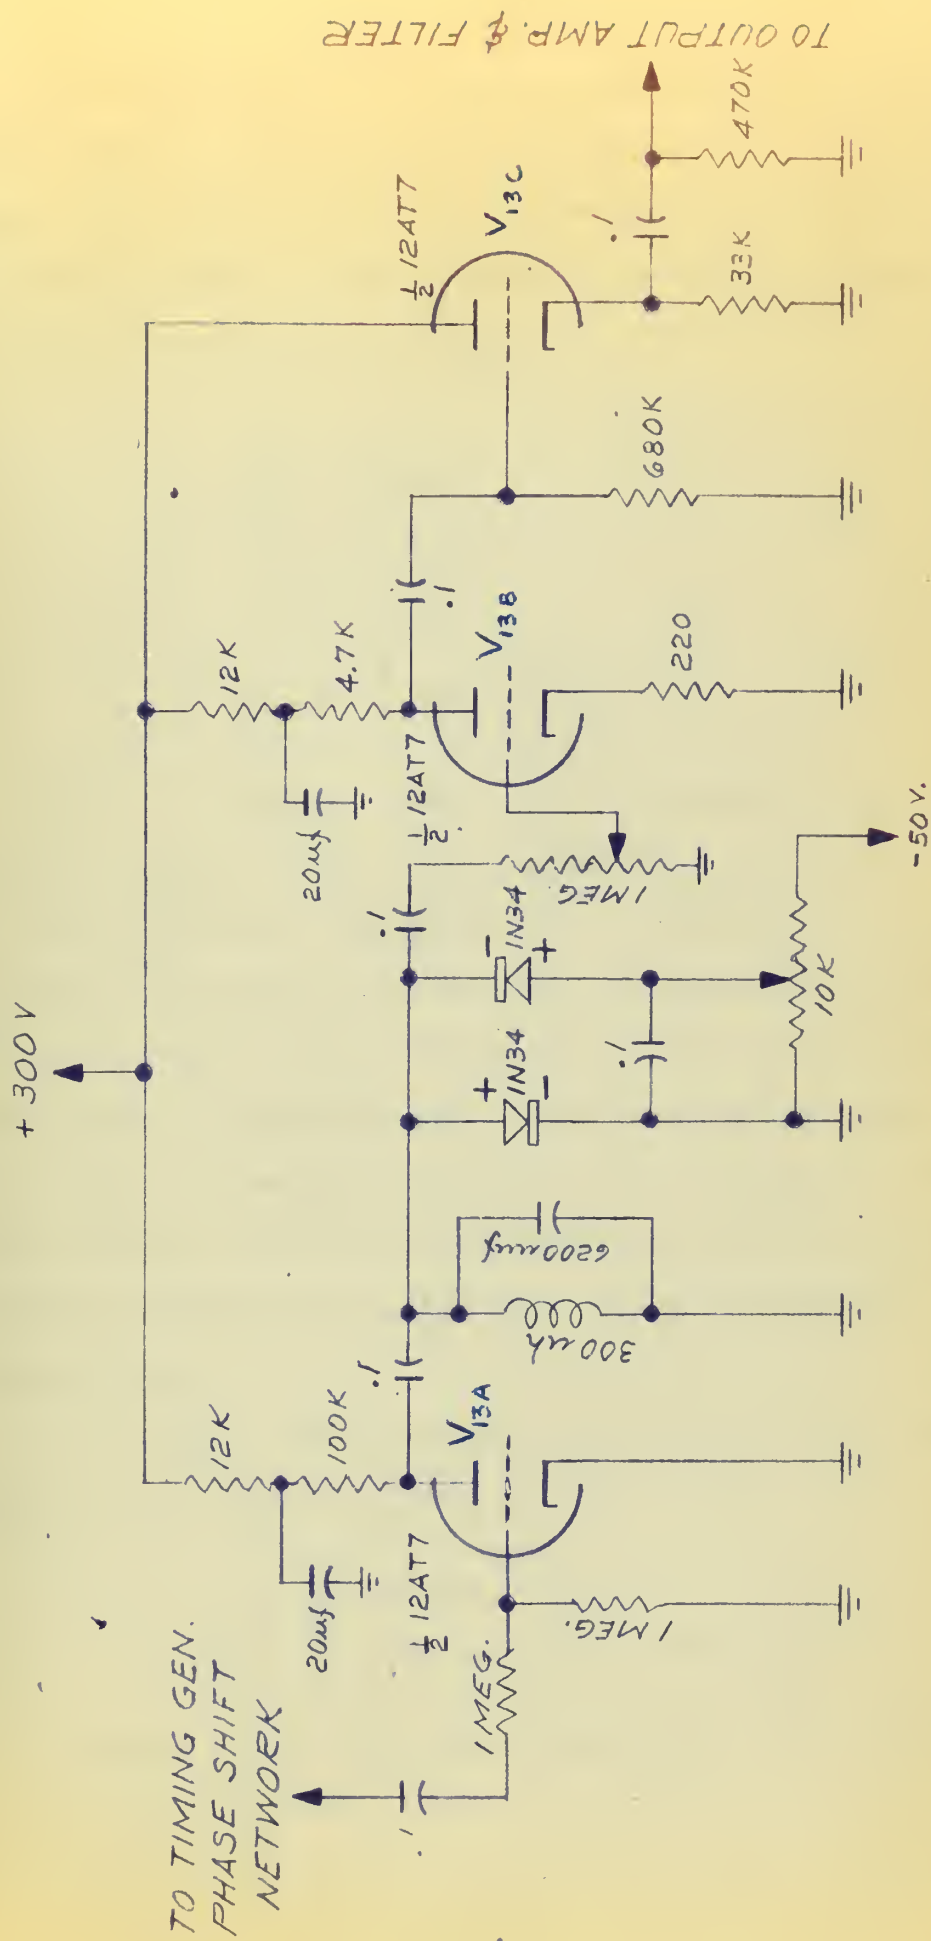 TO TIMING GEN.
PHASE SHIFT
NETWORK
.1
1 MEG.
1 MEG.
20uf
12K
100K
½ 12AT7
V13A
.1
300uh
6200uuf
+300V
1N34
+
-
1N34
-
+
.1
10K
-50V.
.1
1 MEG.
20uf
12K
4.7K
½ 12AT7
V13B
220
.1
680K
½ 12AT7
V13C
33K
.1
470K
TO OUTPUT AMP. & FILTER